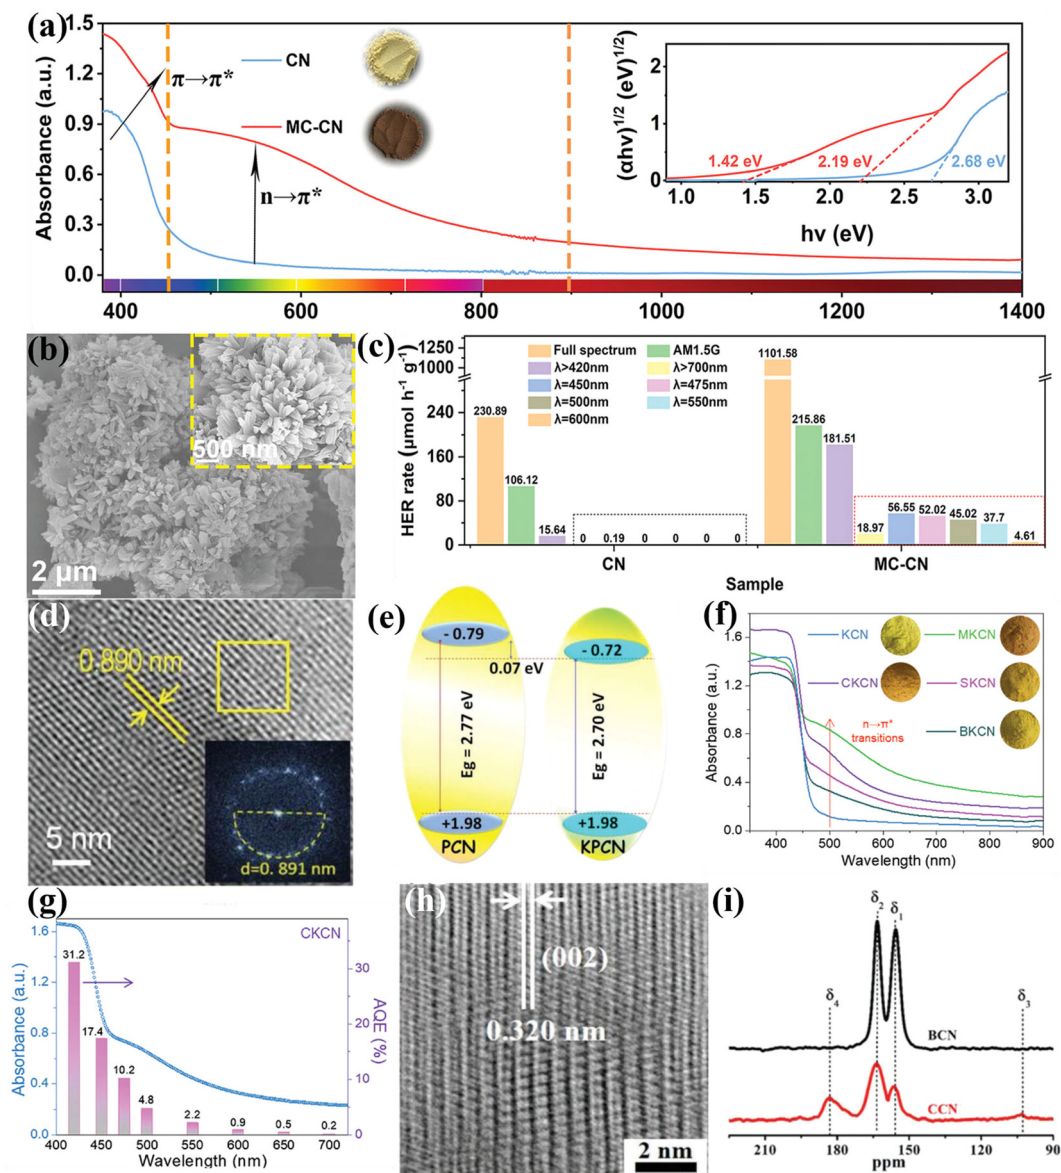 (a)
Absorbance (a.u.)
1.5
1.2
0.9
0.6
0.3
0.0
400
600
800
1000
1200
1400
π→π*
n→π*
CN
MC-CN
(αhν)1/2 (eV)1/2)
2
1
0
1.0
1.5
2.0
2.5
3.0
hν (eV)
1.42 eV
2.19 eV
2.68 eV
(b)
500 nm
2 μm
(c)
HER rate (μmol h-1 g-1)
1250
1000
240
160
80
0
Full spectrum
AM1.5G
λ>420nm
λ>700nm
λ=450nm
λ=475nm
λ=500nm
λ=550nm
λ=600nm
230.89
106.12
15.64
0
0.19
0
0
0
0
1101.58
215.86
181.51
18.97
56.55
52.02
45.02
37.7
4.61
CN
MC-CN
Sample
(d)
0.890 nm
5 nm
d=0. 891 nm
(e)
- 0.79
- 0.72
0.07 eV
Eg = 2.77 eV
Eg = 2.70 eV
+1.98
+1.98
PCN
KPCN
(f)
Absorbance (a.u.)
1.6
1.2
0.8
0.4
0.0
400
500
600
700
800
900
Wavelength (nm)
KCN
MKCN
CKCN
SKCN
BKCN
n→π*
transitions
(g)
Absorbance (a.u.)
1.6
1.2
0.8
0.4
0.0
400
450
500
550
600
650
700
Wavelength (nm)
CKCN
AQE (%)
30
20
10
0
31.2
17.4
10.2
4.8
2.2
0.9
0.5
0.2
(h)
(002)
0.320 nm
2 nm
(i)
δ2
δ1
δ4
δ3
BCN
CCN
210
180
150
120
90
ppm